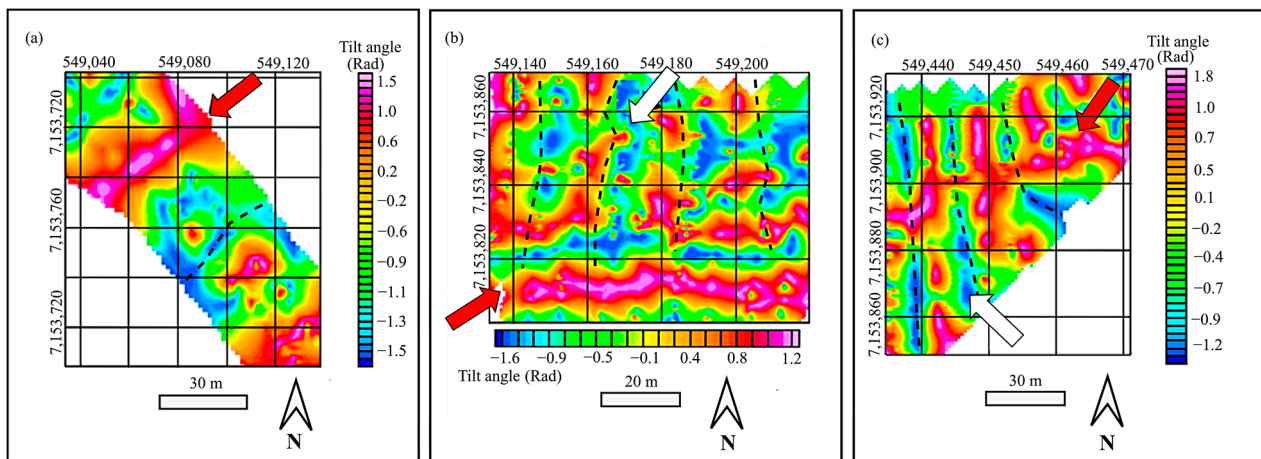 (a)
549,040 549,080 549,120
Tilt angle
(Rad)
7,153,720
7,153,760
7,153,720
1.5
1.0
0.6
0.2
−0.2
−0.6
−0.9
−1.1
−1.3
−1.5
30 m
N
(b)
549,140 549,160 549,180 549,200
7,153,860
7,153,840
7,153,820
−1.6 −0.9 −0.5 −0.1 0.4 0.8 1.2
Tilt angle (Rad)
20 m
N
(c)
549,440 549,450 549,460 549,470
Tilt angle
(Rad)
7,153,920
7,153,900
7,153,880
7,153,860
1.8
1.0
0.7
0.5
0.1
−0.2
−0.4
−0.7
−0.9
−1.2
30 m
N